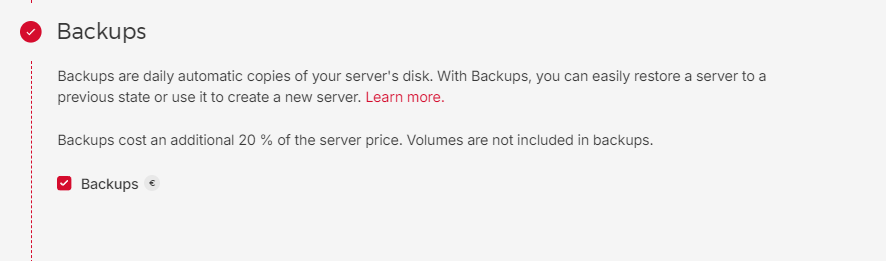 Backups
Backups are daily automatic copies of your server's disk. With Backups, you can easily restore a server to a
previous state or use it to create a new server. Learn more.
Backups cost an additional 20 % of the server price. Volumes are not included in backups.
Backups €